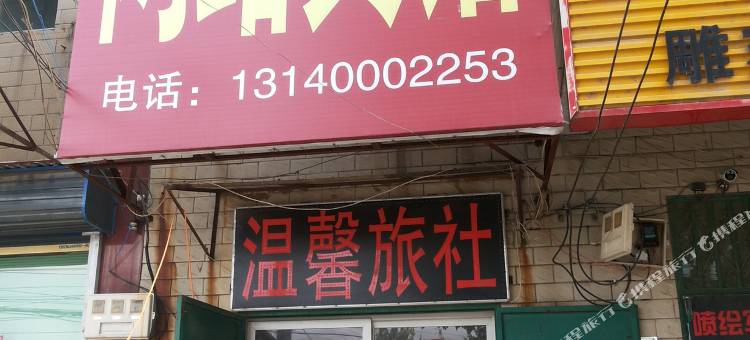 电话：13140002253
雕
温馨旅社
喷绘
携程旅行